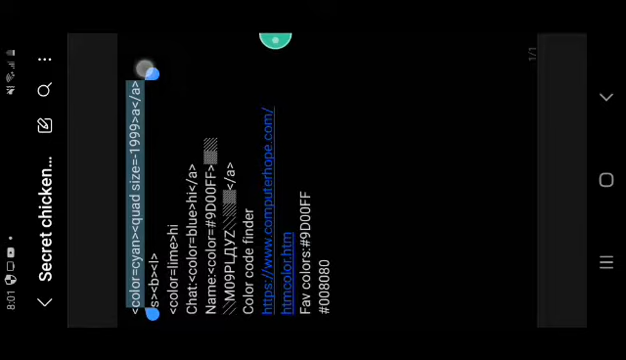 8:01
Secret chicken...
1/1
<color=cyan><quad size=-1999>a</a>
s><b><l>
<color=lime>hi
Chat:<color=blue>hi</a>
Name:<color=#9D00FF>▒▒
░░M09PLДУZ░░▒▒</a>
Color code finder
https://www.computerhope.com/
htmcolor.htm
Fav colors:#9D00FF
#008080